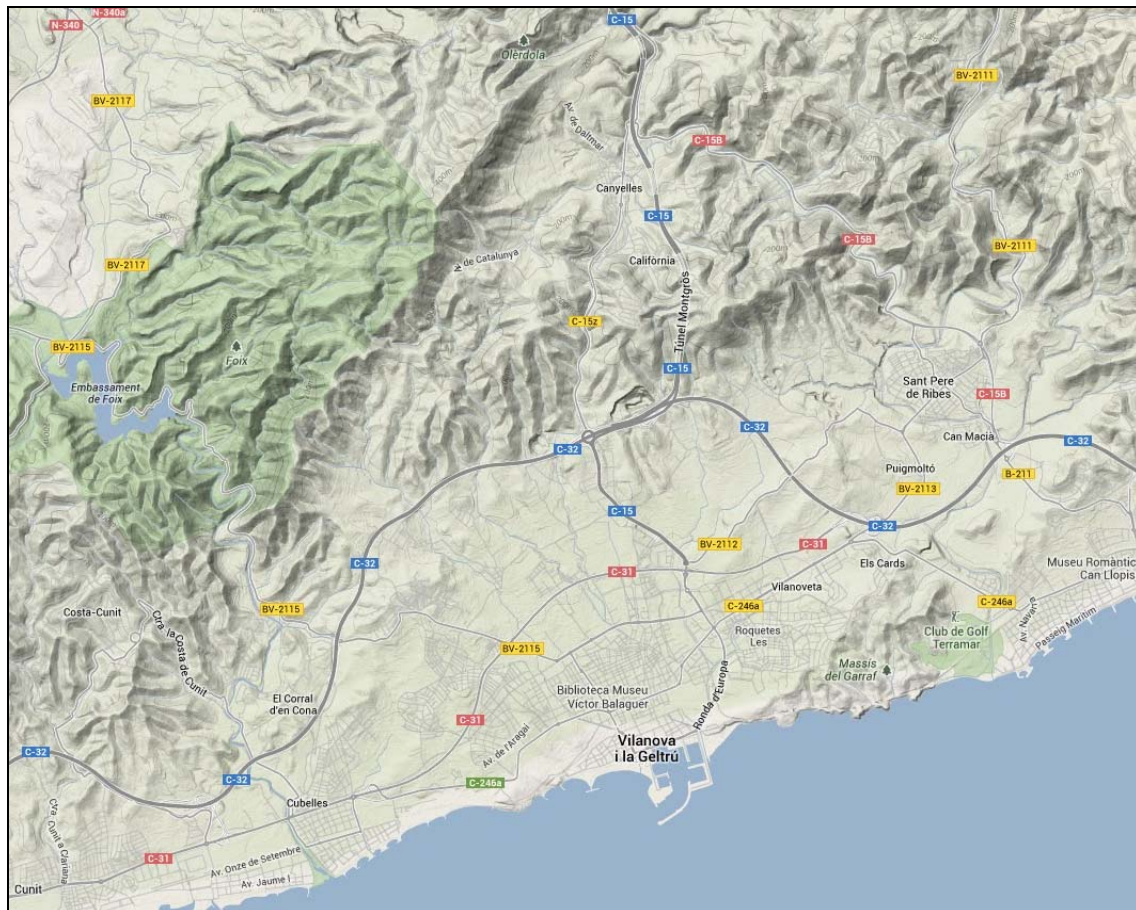 N-340
N-340a
C-15
Olèrdola
BV-2111
BV-2117
Av. de Daltmar
C-15B
Canyelles
C-15
C-15B
BV-2111
BV-2117
Av. de Catalunya
Califòrnia
Túnel Montgròs
C-15z
BV-2115
Foix
Embassament
de Foix
C-15
Sant Pere
de Ribes
C-15B
C-32
C-32
Can Macià
C-32
Puigmoltó
B-211
BV-2113
C-15
C-32
BV-2112
C-31
C-32
C-31
Els Cards
Museu Romàntic
Can Llopis
Vilanoveta
Costa-Cunit
BV-2115
C-246a
C-246a
Ctra. la Costa de Cunit
Roquetes
Les
Club de Golf
Terramar
Av. Navarra
Passeig Marítim
BV-2115
Massís
del Garraf
Biblioteca Museu
Víctor Balaguer
Ronda d'Europa
El Corral
d'en Cona
C-31
Av. de l'Aragai
Vilanova
i la Geltrú
C-32
C-32
C-246a
Cubelles
Ctra. Cunit a Clariana
C-31
Av. Onze de Setembre
Av. Jaume I
Cunit